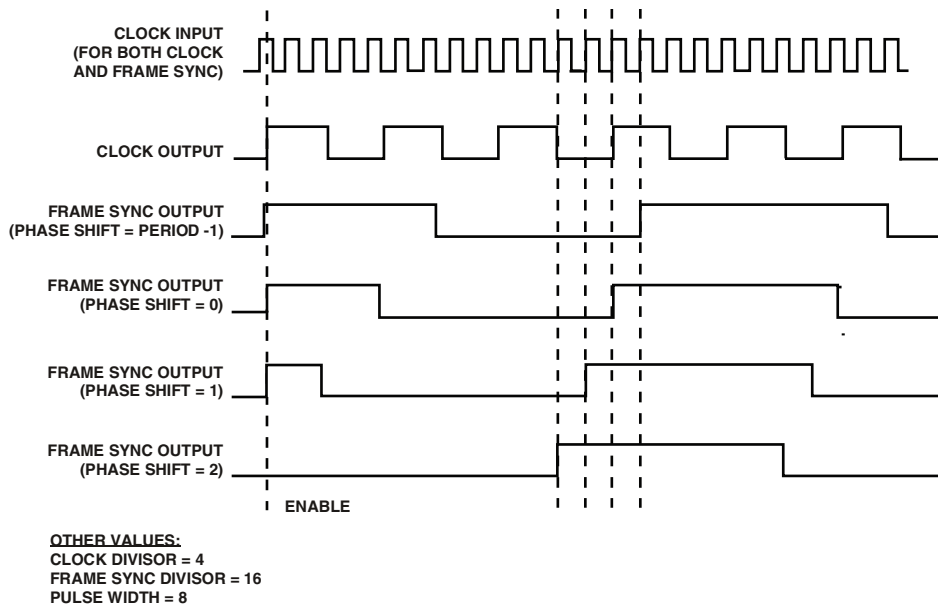 CLOCK INPUT
(FOR BOTH CLOCK
AND FRAME SYNC)
CLOCK OUTPUT
FRAME SYNC OUTPUT
(PHASE SHIFT = PERIOD -1)
FRAME SYNC OUTPUT
(PHASE SHIFT = 0)
FRAME SYNC OUTPUT
(PHASE SHIFT = 1)
FRAME SYNC OUTPUT
(PHASE SHIFT = 2)
ENABLE
OTHER VALUES:
CLOCK DIVISOR = 4
FRAME SYNC DIVISOR = 16
PULSE WIDTH = 8